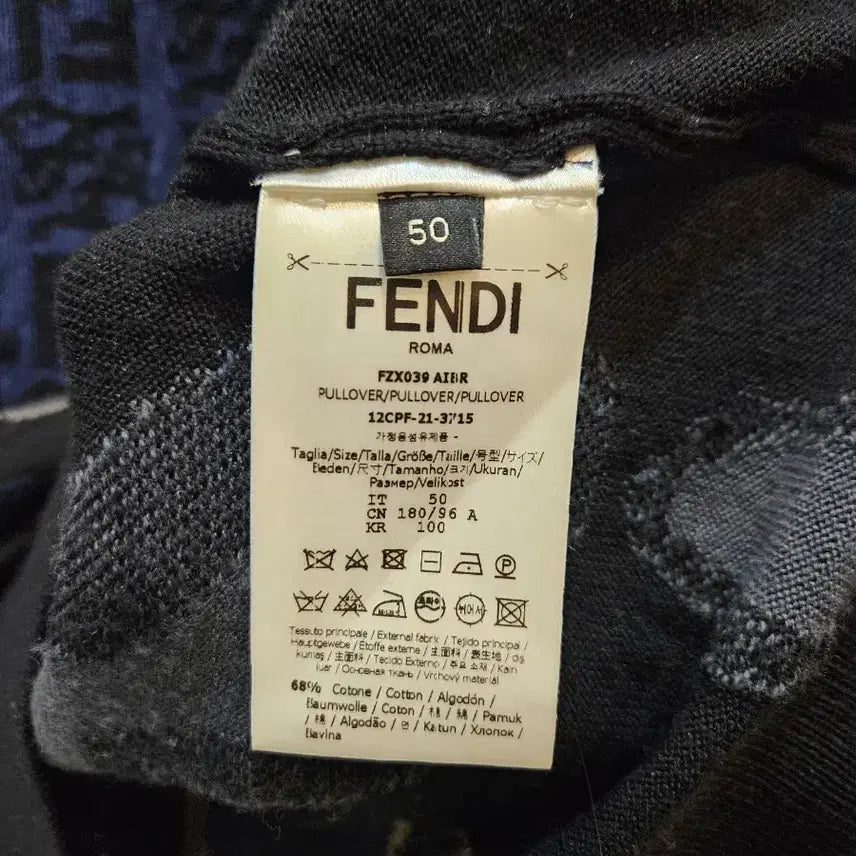 50
FENDI
ROMA
FZX039 AIBR
PULLOVER/PULLOVER/PULLOVER
12CPF-21-3715
가정용섬유제품 -
Taglia/Size/Talla/Größe/Taille/号型/サイズ/
Beden/尺寸/Tamanho/크기/Ukuran/
Размер/Velikost
IT 50
CN 180/96 A
KR 100
P
뉘어서
Tessuto principale / External fabric / Tejido principal /
Hauptgewebe / Étoffe externe / 主面料 / 表生地 / dış
kumaş / 主面料 / Tecido Externo / 주요 소재 / Kain
luar / Основная ткань / Vrchový materiál
68% Cotone / Cotton / Algodón /
Baumwolle / Coton / 棉 / 綿 / Pamuk
/ 棉 / Algodão / 면 / Katun / Хлопок /
Bavlna